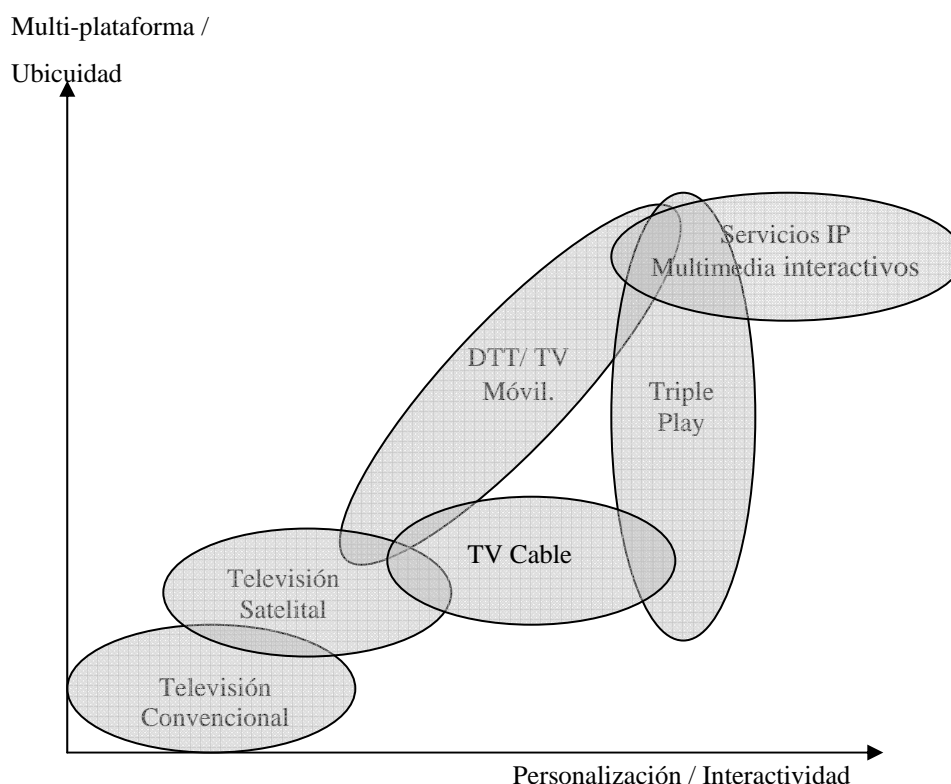 Multi-plataforma /
Ubicuidad
Servicios IP
Multimedia interactivos
DTT/ TV
Móvil.
Triple
Play
TV Cable
Televisión
Satelital
Televisión
Convencional
Personalización / Interactividad